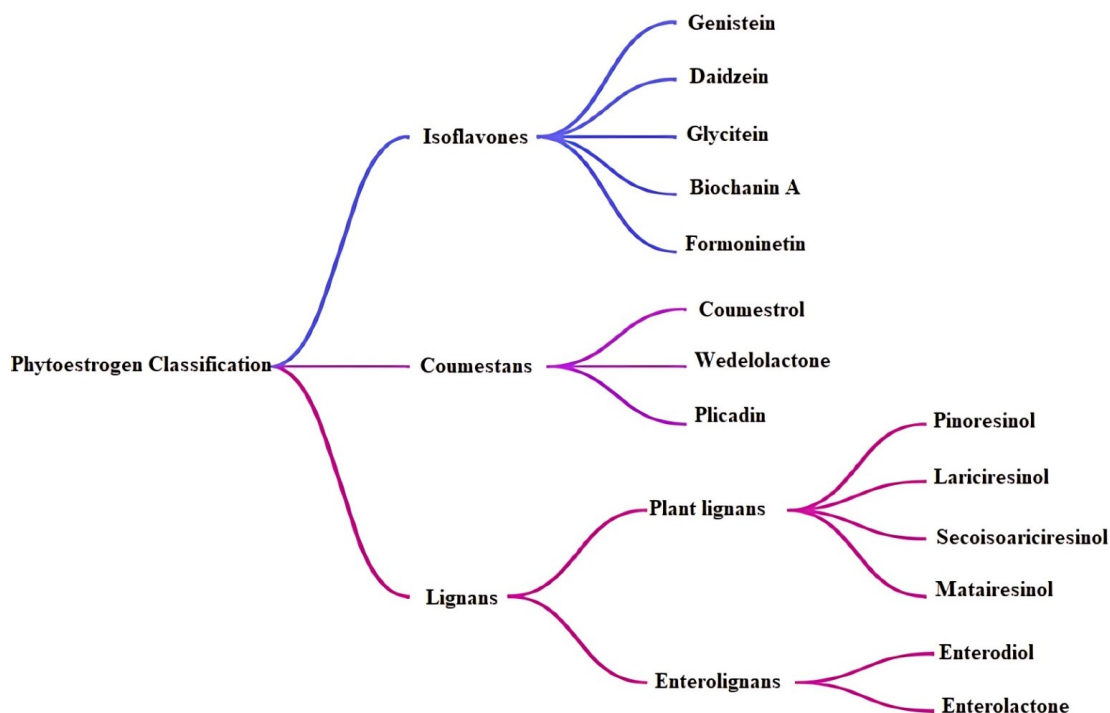 Phytoestrogen Classification
Isoflavones
Genistein
Daidzein
Glycitein
Biochanin A
Formoninetin
Coumestans
Coumestrol
Wedelolactone
Plicadin
Lignans
Plant lignans
Pinoresinol
Lariciresinol
Secoisoariciresinol
Matairesinol
Enterolignans
Enterodiol
Enterolactone